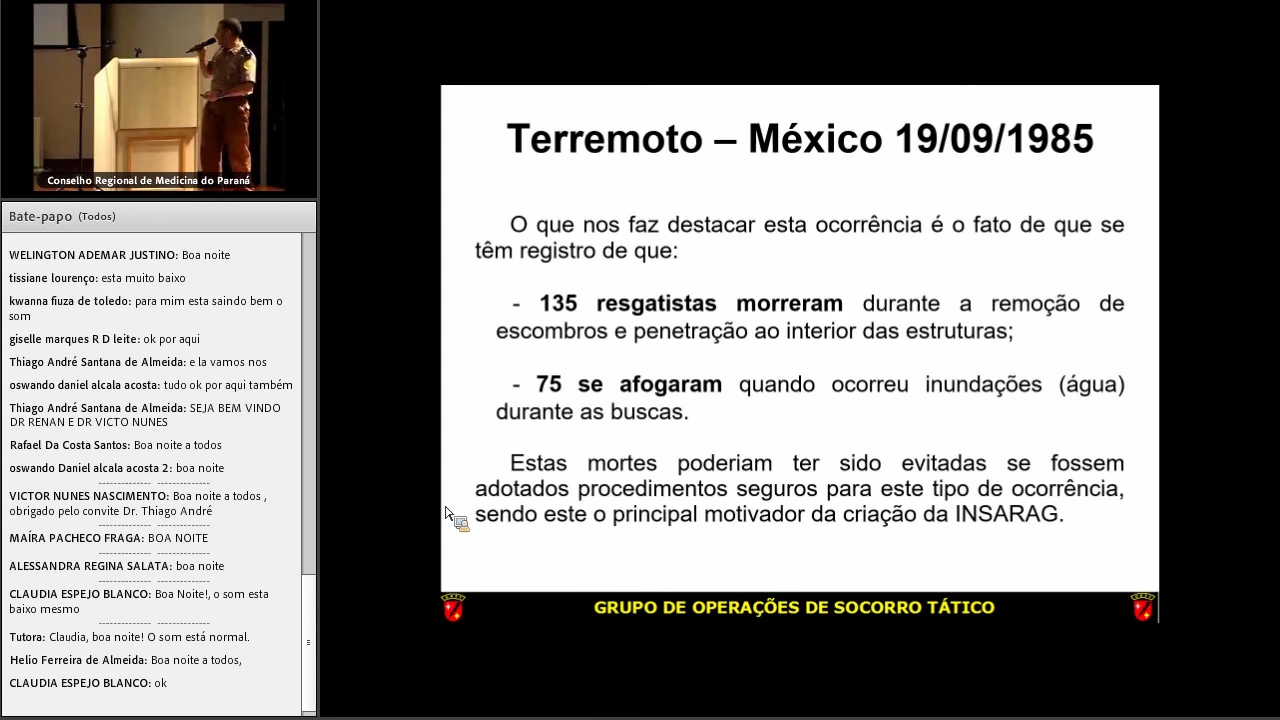 Conselho Regional de Medicina do Paraná
Bate-papo (Todos)
WELINGTON ADEMAR JUSTINO: Boa noite
tissiane lourenço: esta muito baixo
kwanna fiuza de toledo: para mim esta saindo bem o
som
giselle marques R D leite: ok por aqui
Thiago André Santana de Almeida: e la vamos nos
oswando daniel alcala acosta: tudo ok por aqui também
Thiago André Santana de Almeida: SEJA BEM VINDO
DR RENAN E DR VICTO NUNES
Rafael Da Costa Santos: Boa noite a todos
oswando Daniel alcala acosta 2: boa noite
-------------- --------------
VICTOR NUNES NASCIMENTO: Boa noite a todos ,
obrigado pelo convite Dr. Thiago André
-------------- --------------
MAÍRA PACHECO FRAGA: BOA NOITE
-------------- --------------
ALESSANDRA REGINA SALATA: boa noite
-------------- --------------
CLAUDIA ESPEJO BLANCO: Boa Noite!, o som esta
baixo mesmo
-------------- --------------
Tutora: Claudia, boa noite! O som está normal.
Helio Ferreira de Almeida: Boa noite a todos,
CLAUDIA ESPEJO BLANCO: ok
Terremoto – México 19/09/1985
O que nos faz destacar esta ocorrência é o fato de que se
têm registro de que:
- 135 resgatistas morreram durante a remoção de
escombros e penetração ao interior das estruturas;
- 75 se afogaram quando ocorreu inundações (água)
durante as buscas.
Estas mortes poderiam ter sido evitadas se fossem
adotados procedimentos seguros para este tipo de ocorrência,
sendo este o principal motivador da criação da INSARAG.
GRUPO DE OPERAÇÕES DE SOCORRO TÁTICO